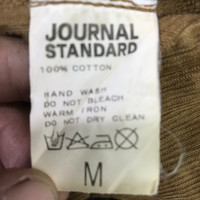 JOURNAL
STANDARD
100% COTTON
HAND WASH
DO NOT BLEACH
WARM IRON
DO NOT DRY CLEAN
M